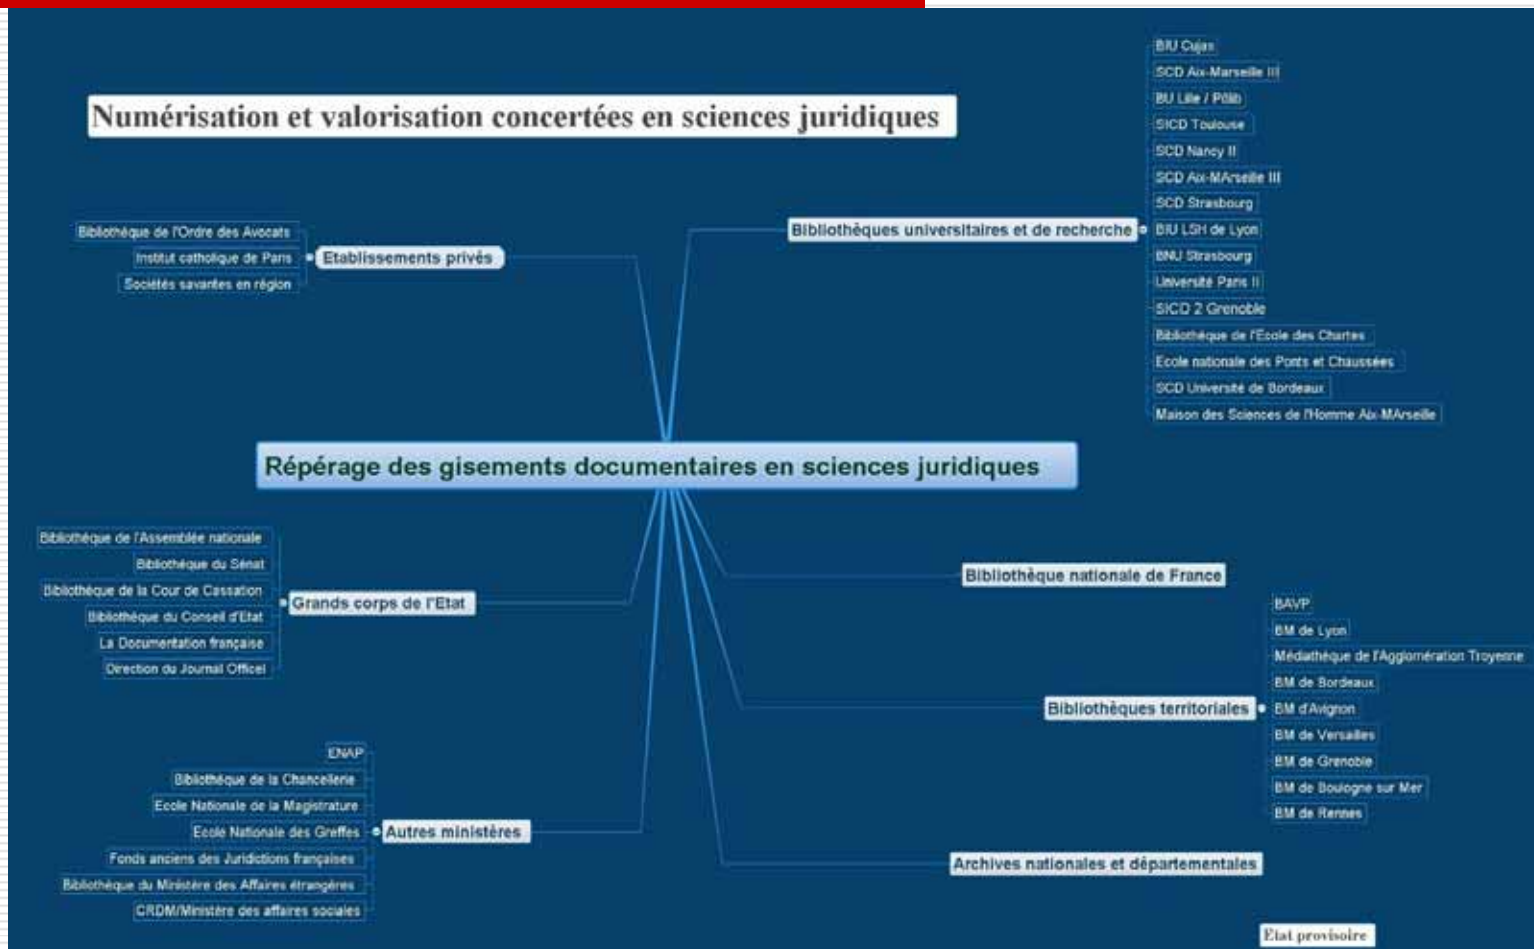 Numérisation et valorisation concertées en sciences juridiques
Bibliothèque de l'Ordre des Avocats
Institut catholique de Paris
Sociétés savantes en région
Etablissements privés
Bibliothèques universitaires et de recherche
BIU Cujas
SCD Aix-Marseille III
BU Lille / Pôlib
SICD Toulouse
SCD Nancy II
SCD Aix-MArseille III
SCD Strasbourg
BIU LSH de Lyon
BNU Strasbourg
Université Paris II
SICD 2 Grenoble
Bibliothèque de l'Ecole des Chartes
Ecole nationale des Ponts et Chaussées
SCD Université de Bordeaux
Maison des Sciences de l'Homme Aix-MArseille
Répérage des gisements documentaires en sciences juridiques
Bibliothèque de l'Assemblée nationale
Bibliothèque du Sénat
Bibliothèque de la Cour de Cassation
Bibliothèque du Conseil d'Etat
La Documentation française
Direction du Journal Officel
Grands corps de l'Etat
Bibliothèque nationale de France
Bibliothèques territoriales
BAVP
BM de Lyon
Médiathèque de l'Agglomération Troyenne
BM de Bordeaux
BM d'Avignon
BM de Versailles
BM de Grenoble
BM de Boulogne sur Mer
BM de Rennes
ENAP
Bibliothèque de la Chancellerie
Ecole Nationale de la Magistrature
Ecole Nationale des Greffes
Fonds anciens des Juridictions françaises
Bibliothèque du Ministère des Affaires étrangères
CRDM/Ministère des affaires sociales
Autres ministères
Archives nationales et départementales
Etat provisoire